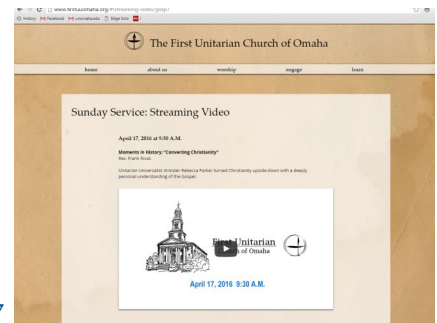 The First Unitarian Church of Omaha
home about us worship engage learn
Sunday Service: Streaming Video
April 17, 2016 at 9:30 A.M.
Moments in History: "Converting Christianity"
Rev. Frank Rivas
Unitarian Universalist minister Rebecca Parker turned Christianity upside-down with a deeply
personal understanding of the Gospel.
First Unitarian
Church of Omaha
April 17, 2016 9:30 A.M.